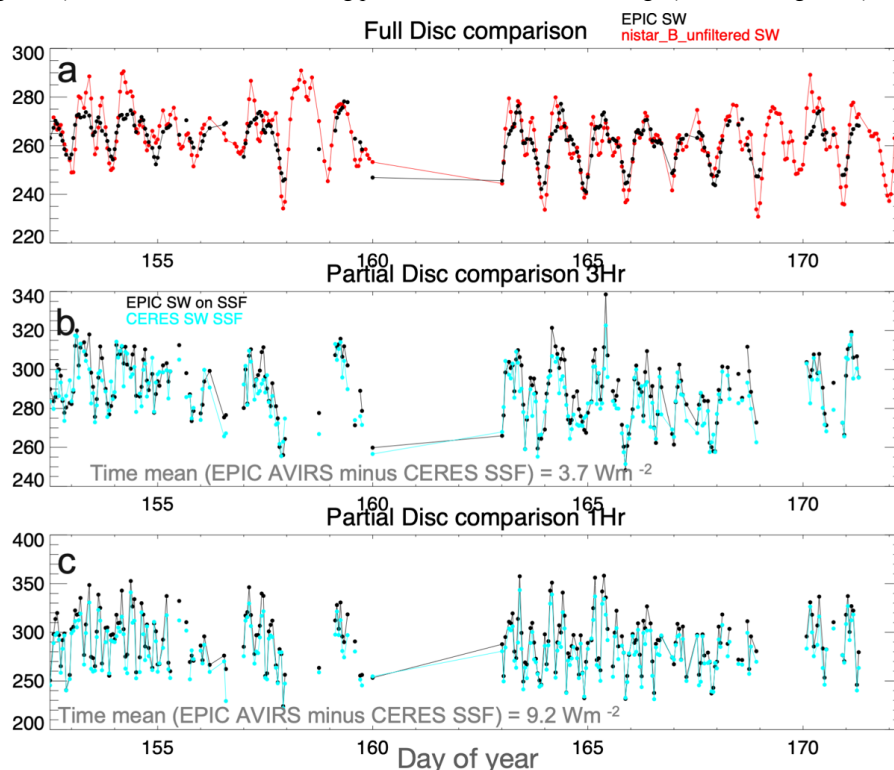 Full Disc comparison
EPIC SW
nistar_B_unfiltered SW
a
300
280
260
240
220
155
160
165
170
Partial Disc comparison 3Hr
b
EPIC SW on SSF
CERES SW SSF
340
320
300
280
260
240
Time mean (EPIC AVIRS minus CERES SSF) = 3.7 Wm -2
155
160
165
170
Partial Disc comparison 1Hr
c
400
350
300
250
200
Time mean (EPIC AVIRS minus CERES SSF) = 9.2 Wm -2
155
160
165
170
Day of year